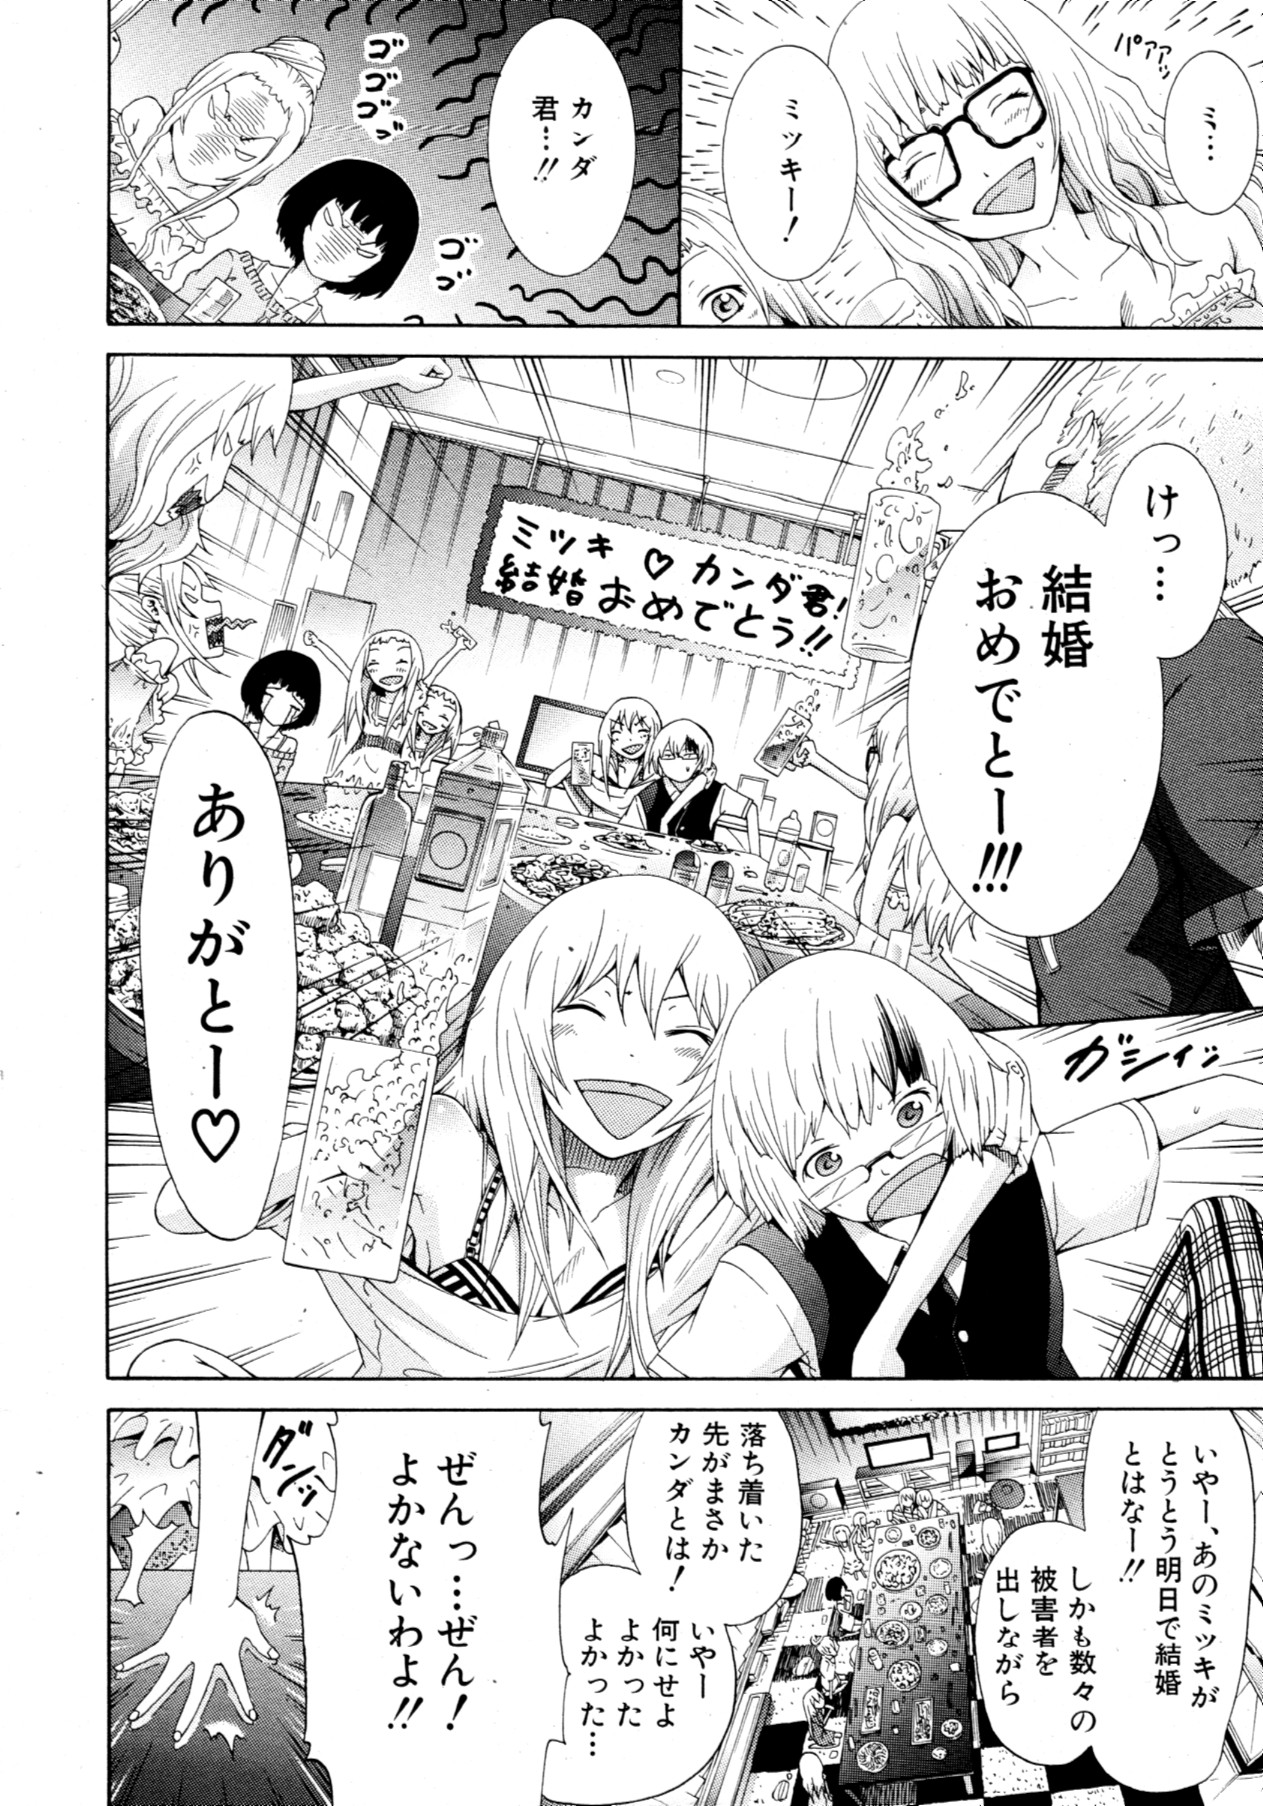 ミ…
パァァッ
ミツキー！
カンダ
君…!!
ゴゴゴゴッ
ゴゴッ
けっ…
結婚
おめでとー!!!
ミツキ ♡ カンダ君!
結婚おめでとう!!
ありがとー♡
ガシィッ
いやー、あのミツキが
とうとう明日で結婚
とはなー!!
しかも数々の
被害者を
出しながら
落ち着いた
先がまさか
カンダとは！
いやー
何にせよ
よかった
よかった…
ぜんっ…ぜん！
よかないわよ!!
ダンッ